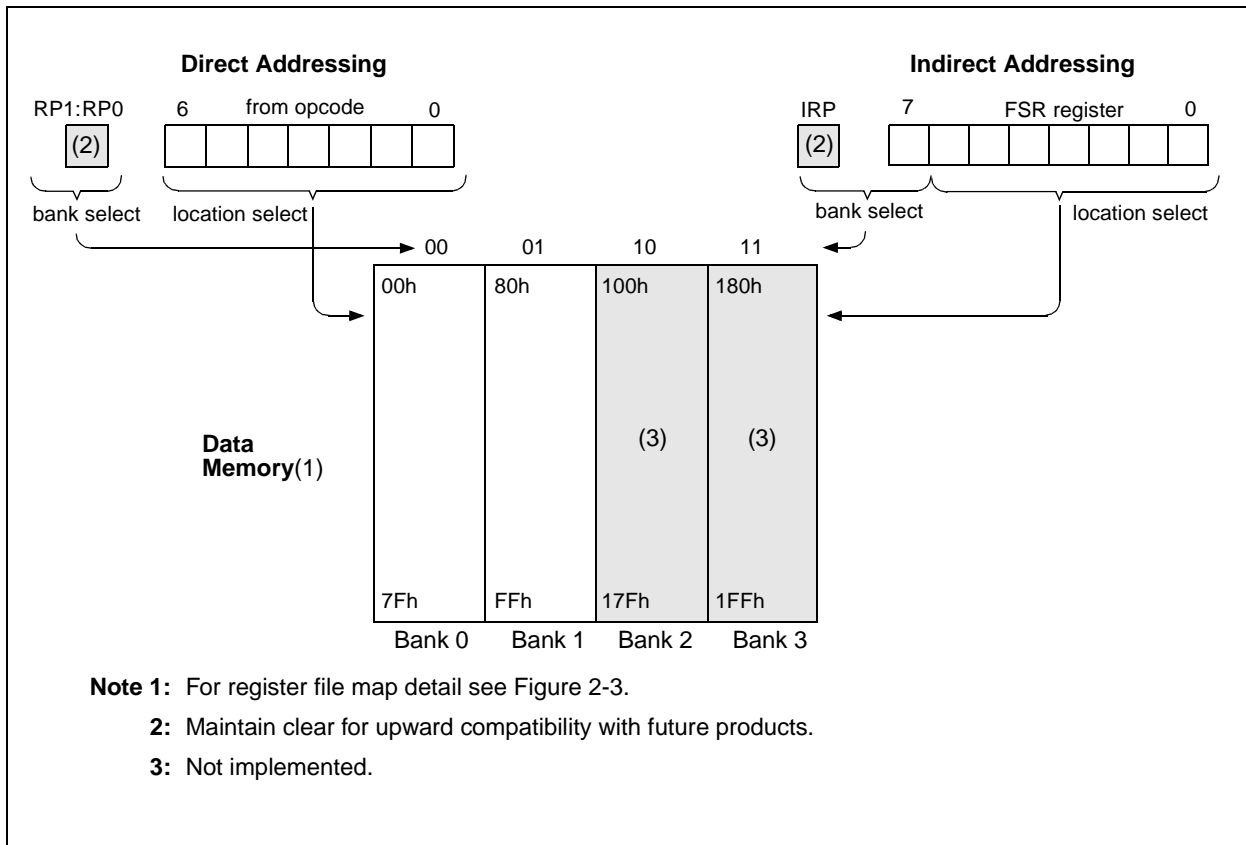 Direct Addressing
Indirect Addressing
RP1:RP0 6 from opcode 0
IRP 7 FSR register 0
(2)
(2)
bank select location select
bank select location select
00 01 10 11
00h 80h 100h 180h
Data
Memory(1)
(3) (3)
7Fh FFh 17Fh 1FFh
Bank 0 Bank 1 Bank 2 Bank 3
Note 1: For register file map detail see Figure 2-3.
2: Maintain clear for upward compatibility with future products.
3: Not implemented.